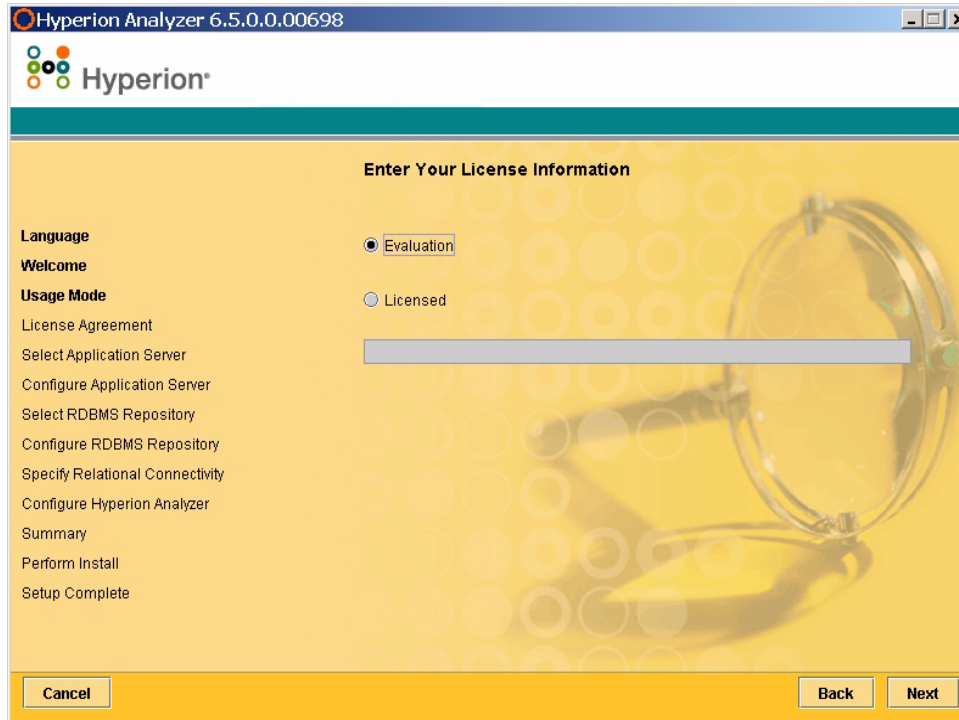 Hyperion Analyzer 6.5.0.0.00698
Hyperion
Enter Your License Information
Language
Welcome
Usage Mode
License Agreement
Select Application Server
Configure Application Server
Select RDBMS Repository
Configure RDBMS Repository
Specify Relational Connectivity
Configure Hyperion Analyzer
Summary
Perform Install
Setup Complete
Evaluation
Licensed
Cancel
Back
Next